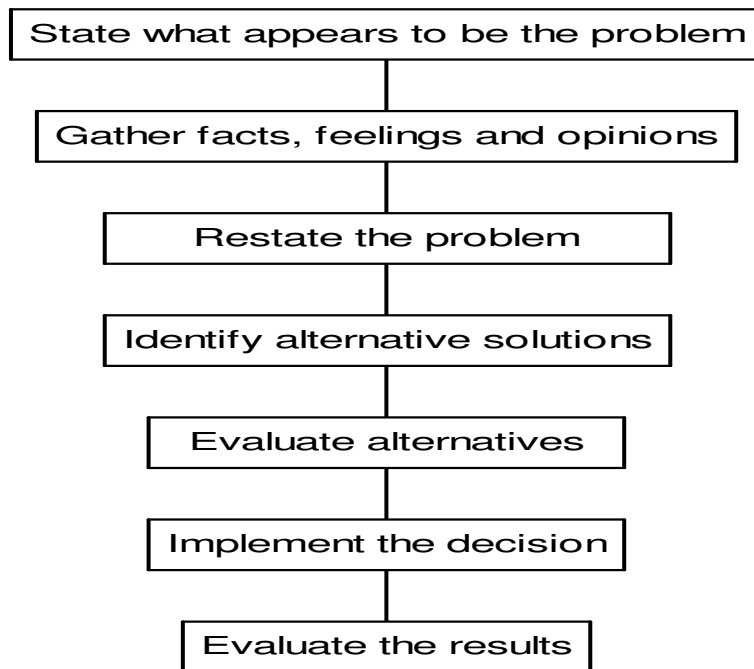 State what appears to be the problem
Gather facts, feelings and opinions
Restate the problem
Identify alternative solutions
Evaluate alternatives
Implement the decision
Evaluate the results